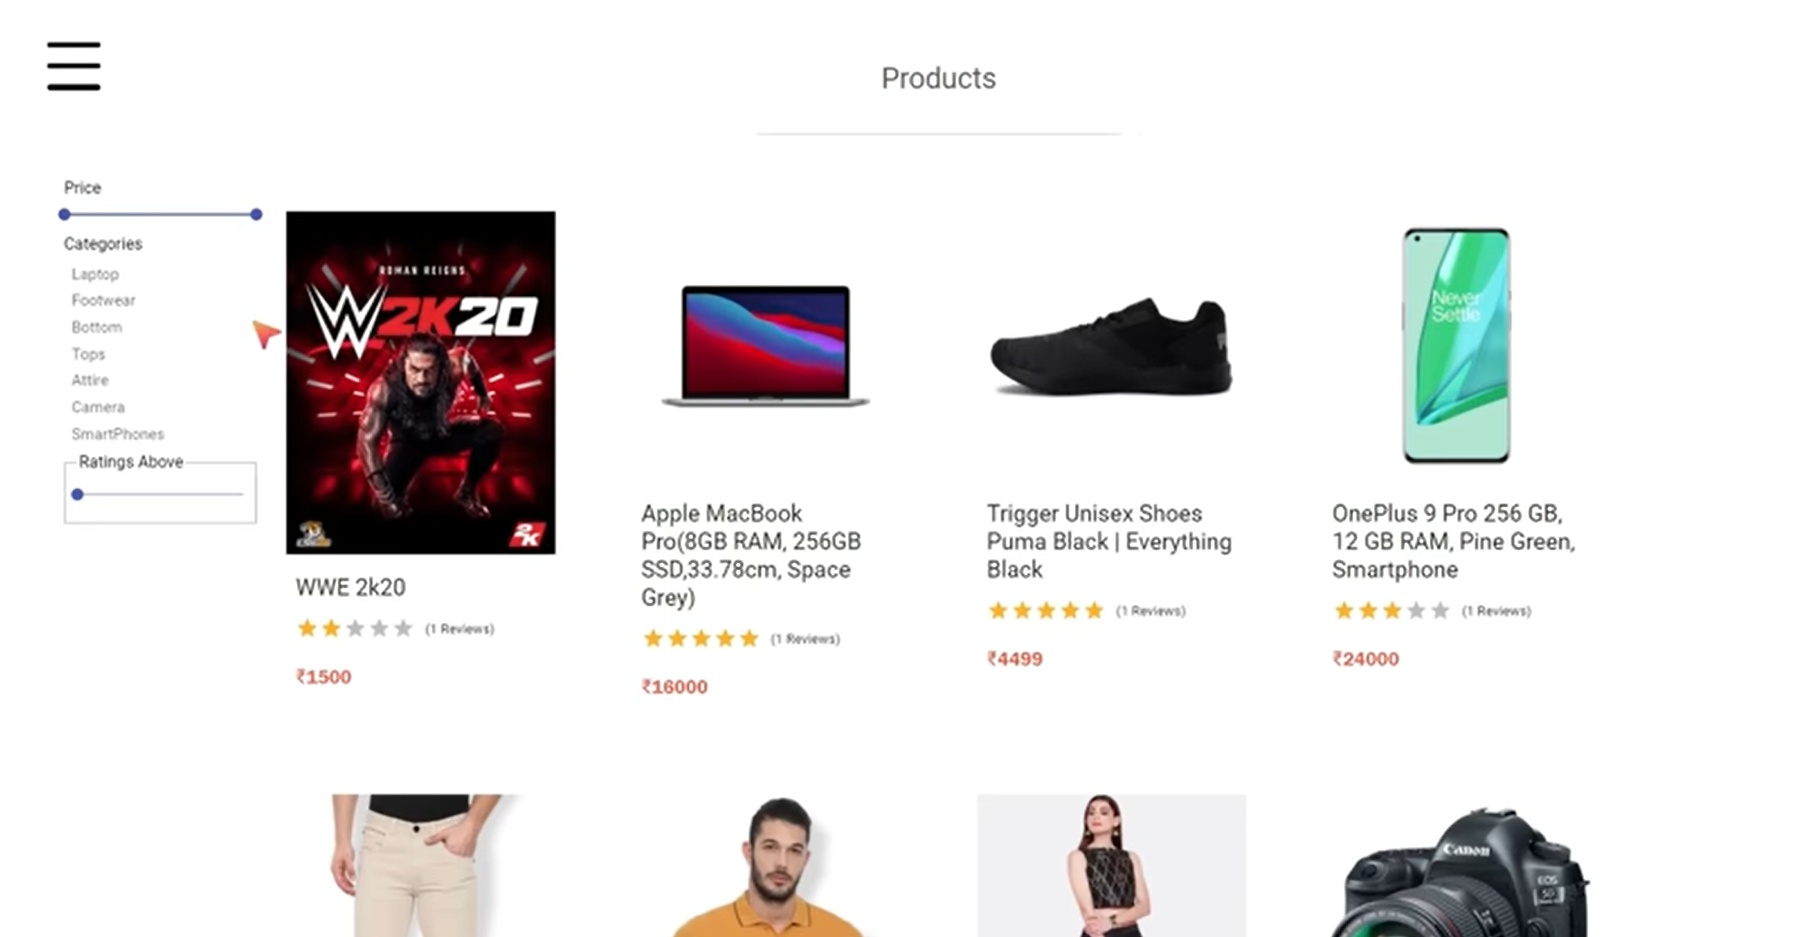 Products
Price
Categories
Laptop
Footwear
Bottom
Tops
Attire
Camera
SmartPhones
Ratings Above
ROMAN REIGNS
W 2K20
2K
WWE 2k20
(1 Reviews)
₹1500
Apple MacBook
Pro(8GB RAM, 256GB
SSD,33.78cm, Space
Grey)
(1 Reviews)
₹16000
Trigger Unisex Shoes
Puma Black | Everything
Black
(1 Reviews)
₹4499
Never
Settle
OnePlus 9 Pro 256 GB,
12 GB RAM, Pine Green,
Smartphone
(1 Reviews)
₹24000
Canon
EOS
5D